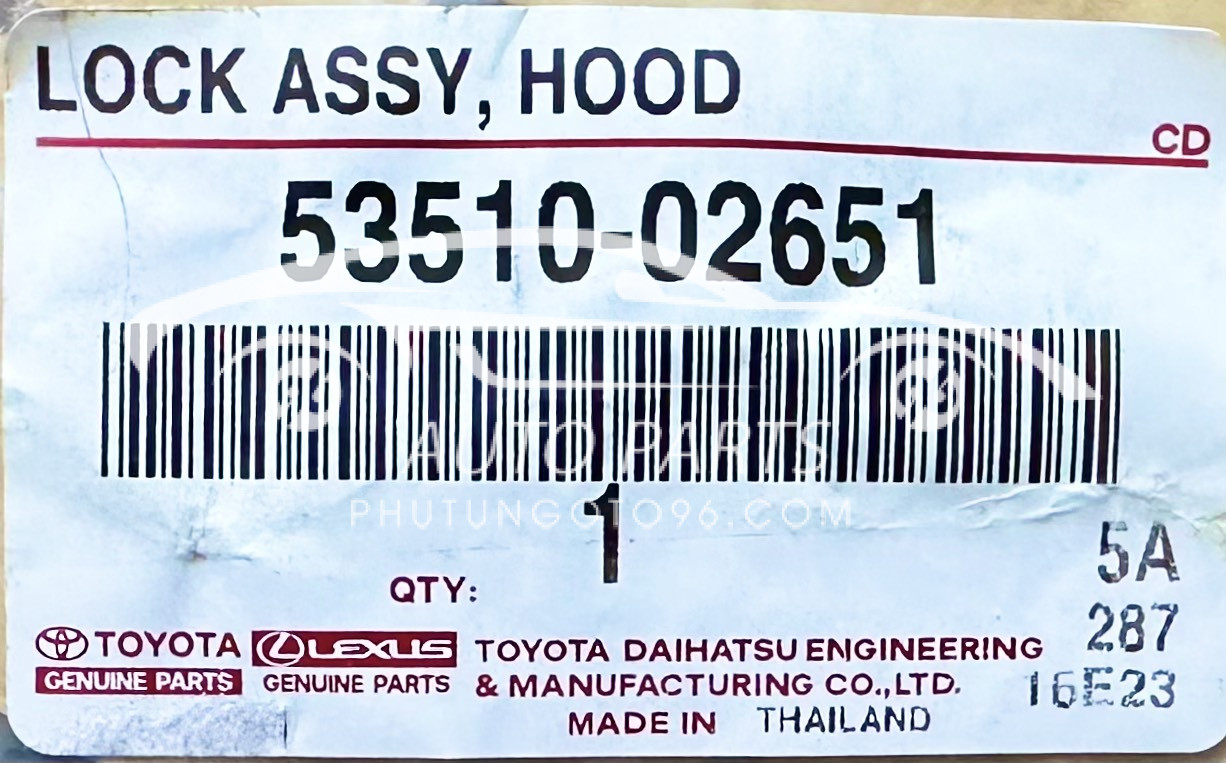 LOCK ASSY, HOOD
CD
53510-02651
AUTO PARTS
PHUTUNGOTO96.COM
1
QTY:
5A
287
16E23
TOYOTA
GENUINE PARTS
LEXUS
GENUINE PARTS
TOYOTA DAIHATSU ENGINEERING
& MANUFACTURING CO.,LTD.
MADE IN THAILAND